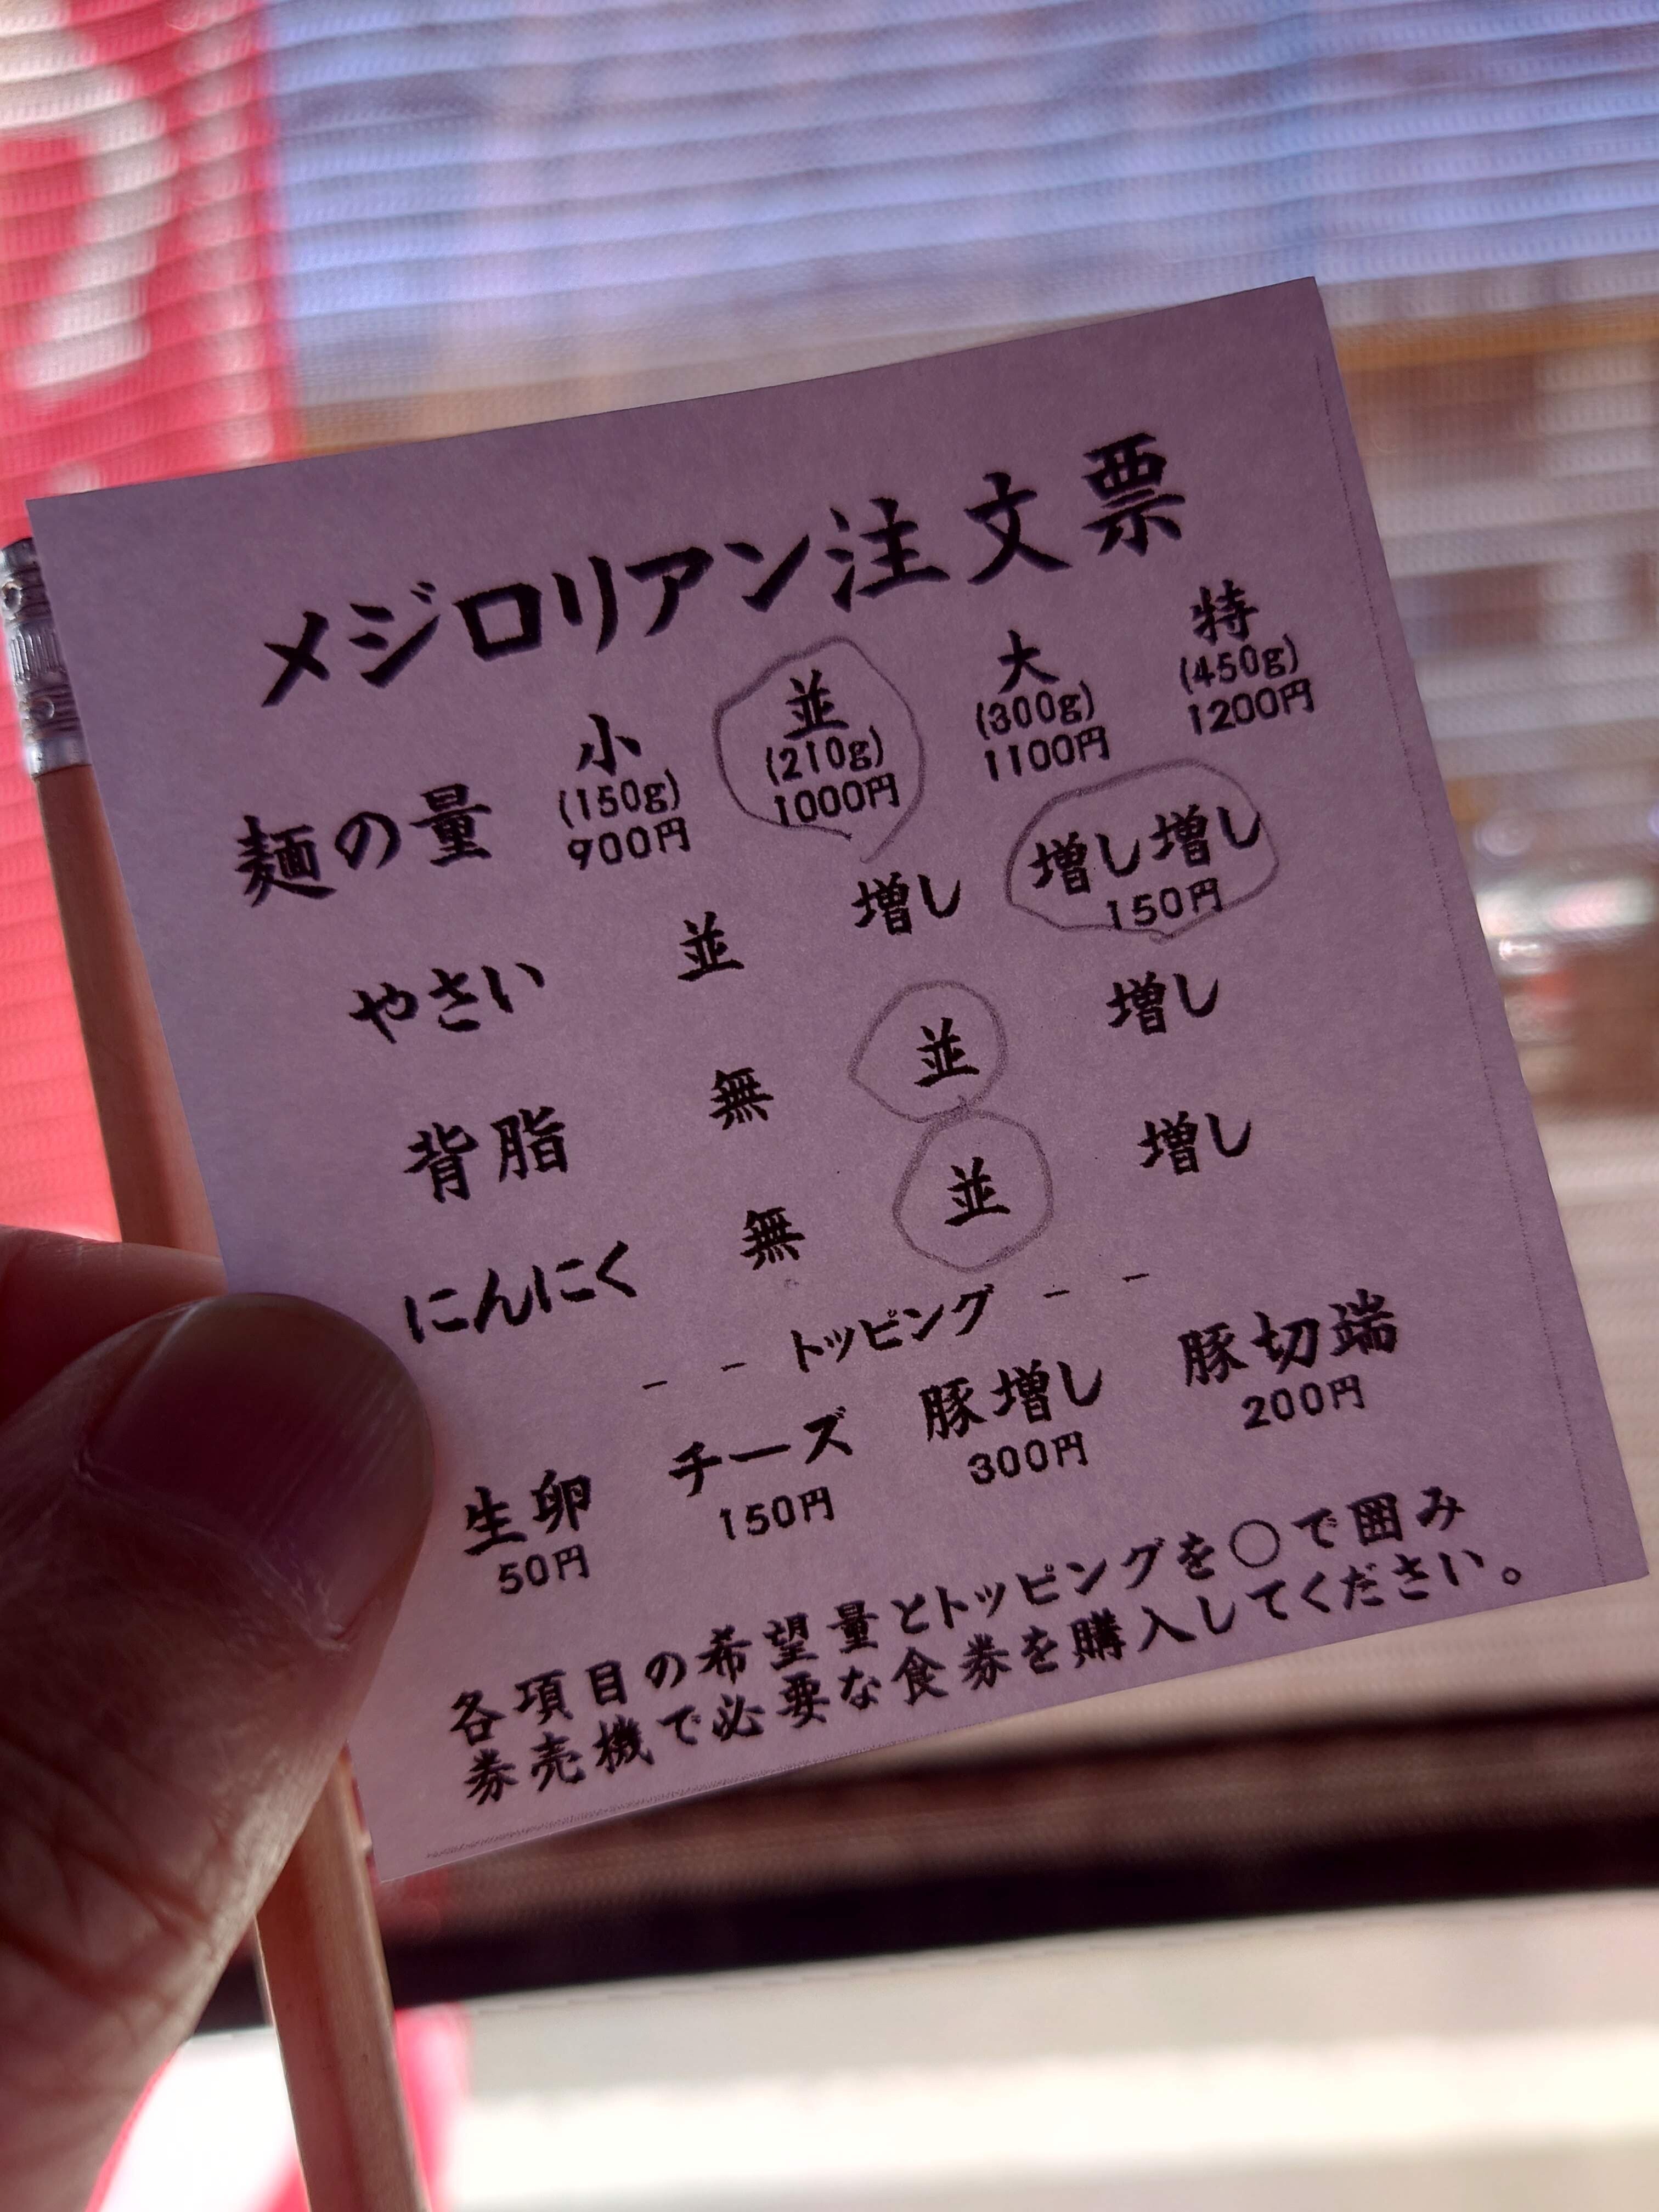 メジロリアン注文票
麺の量 小 並 大 特
(150g) (210g) (300g) (450g)
900円 1000円 1100円 1200円
やさい 並 増し 増し増し
150円
背脂 無 並 増し
にんにく 無 並 増し
- - トッピング - -
生卵 チーズ 豚増し 豚切端
50円 150円 300円 200円
各項目の希望量とトッピングを○で囲み
券売機で必要な食券を購入してください。